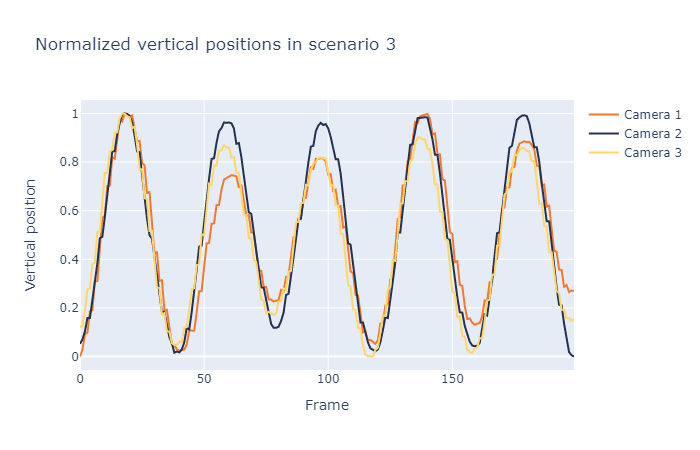 Normalized vertical positions in scenario 3
Camera 1
Camera 2
Camera 3
1
0.8
0.6
0.4
0.2
0
Vertical position
0 50 100 150
Frame